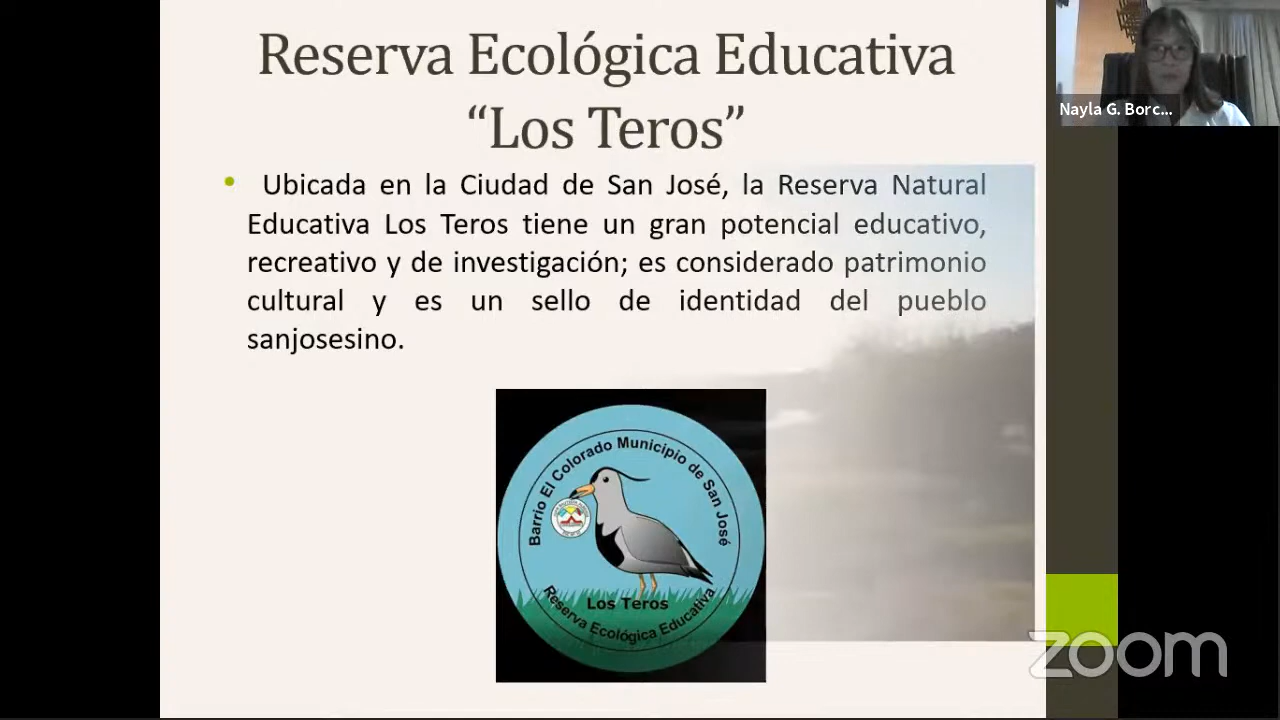 Reserva Ecológica Educativa
“Los Teros”
Ubicada en la Ciudad de San José, la Reserva Natural
Educativa Los Teros tiene un gran potencial educativo,
recreativo y de investigación; es considerado patrimonio
cultural y es un sello de identidad del pueblo
sanjosesino.
Barrio El Colorado Municipio de San José
Los Teros
Reserva Ecológica Educativa
Nayla G. Borc...
zoom